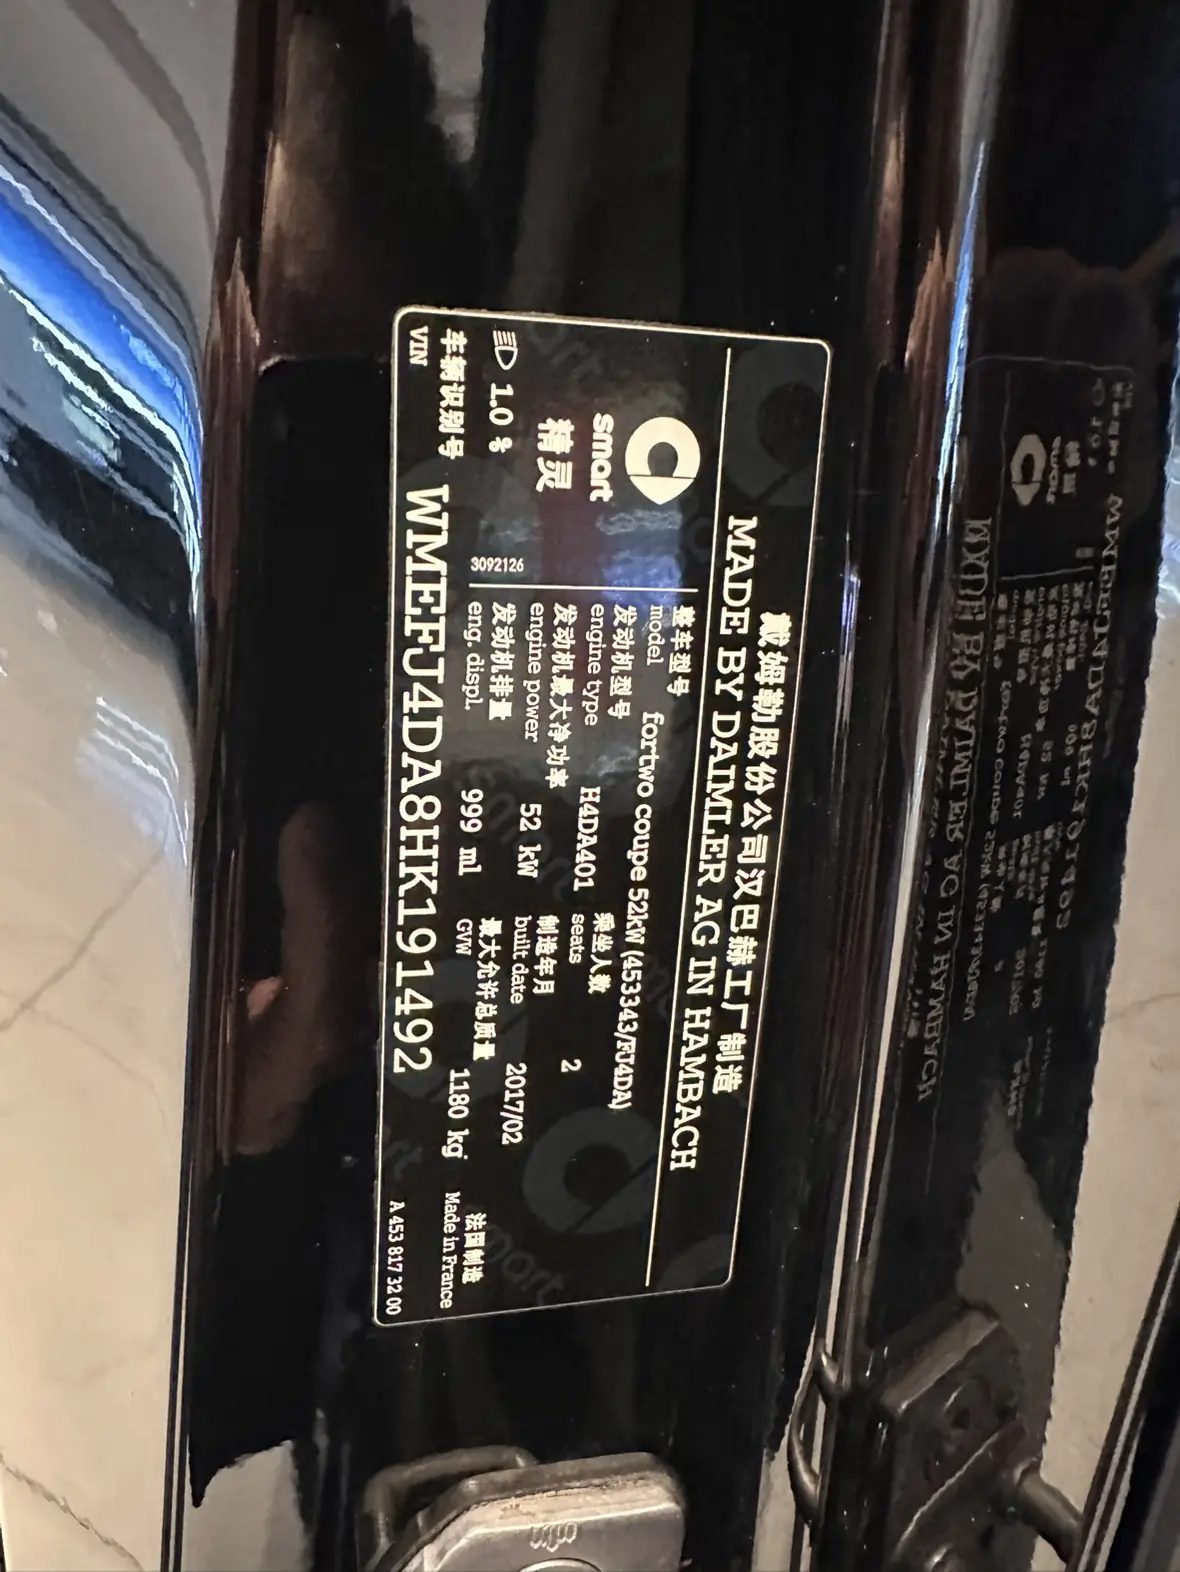 戴姆勒股份公司汉巴赫工厂制造
MADE BY DAIMLER AG IN HAMBACH
smart
精灵
1.0 %
3092126
整车型号
model fortwo coupe 52kW (453343/FJ4DA)
发动机型号 乘坐人数
engine type H4DA401 seats 2
发动机最大净功率 制造年月
engine power 52 kW built date 2017/02
发动机排量 最大允许总质量
eng. displ. 999 ml GVW 1180 kg
法国制造
Made in France
车辆识别号
VIN WMEFJ4DA8HK191492
A 453 817 32 00